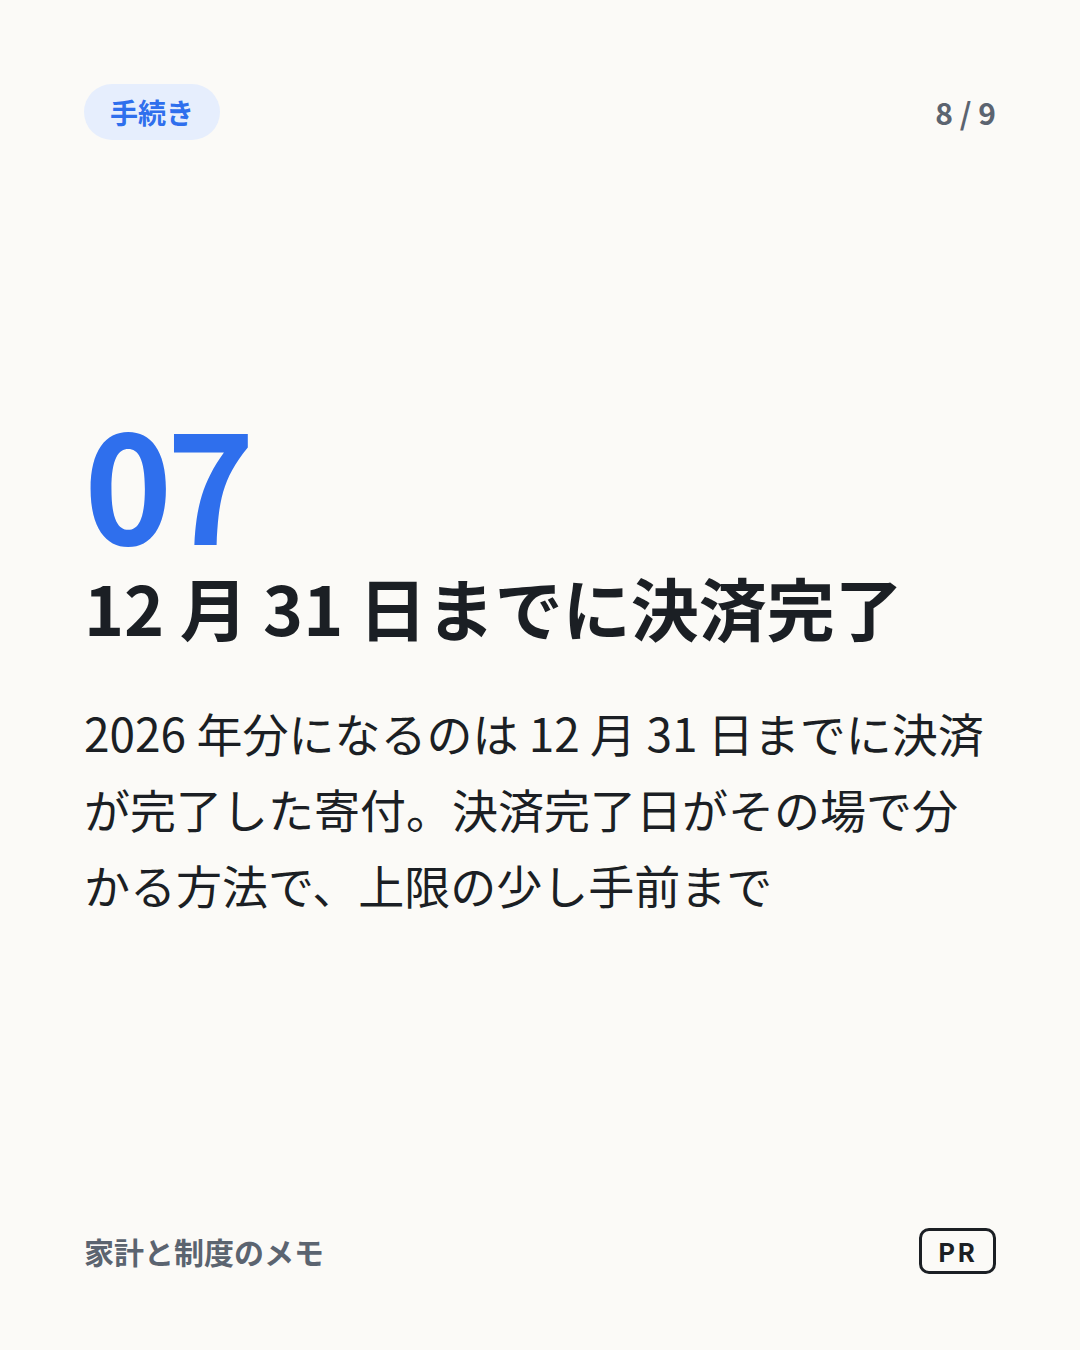 手続き
8 / 9
07
12 月 31 日までに決済完了
2026 年分になるのは 12 月 31 日までに決済
が完了した寄付。決済完了日がその場で分
かる方法で、上限の少し手前まで
家計と制度のメモ
PR